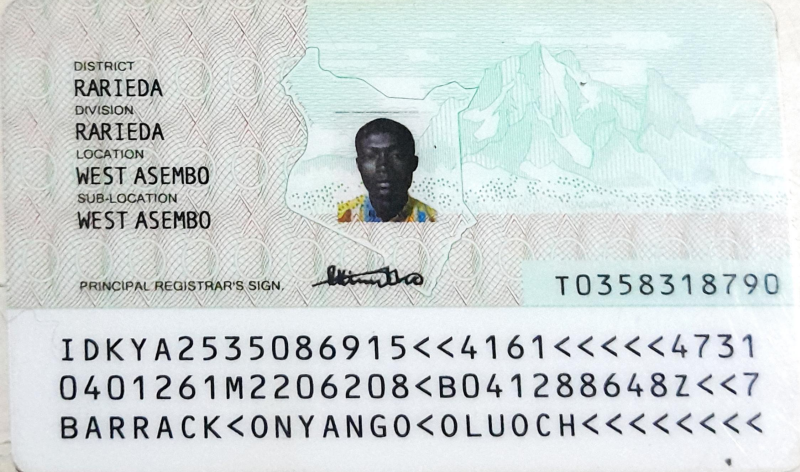 DISTRICT
RARIEDA
DIVISION
RARIEDA
LOCATION
WEST ASEMBO
SUB-LOCATION
WEST ASEMBO
PRINCIPAL REGISTRAR'S SIGN.
T0358318790
IDKYA2535086915<<4161<<<<<4731
0401261M2206208<B041288648Z<<7
BARRACK<ONYANGO<OLUOCH<<<<<<<<